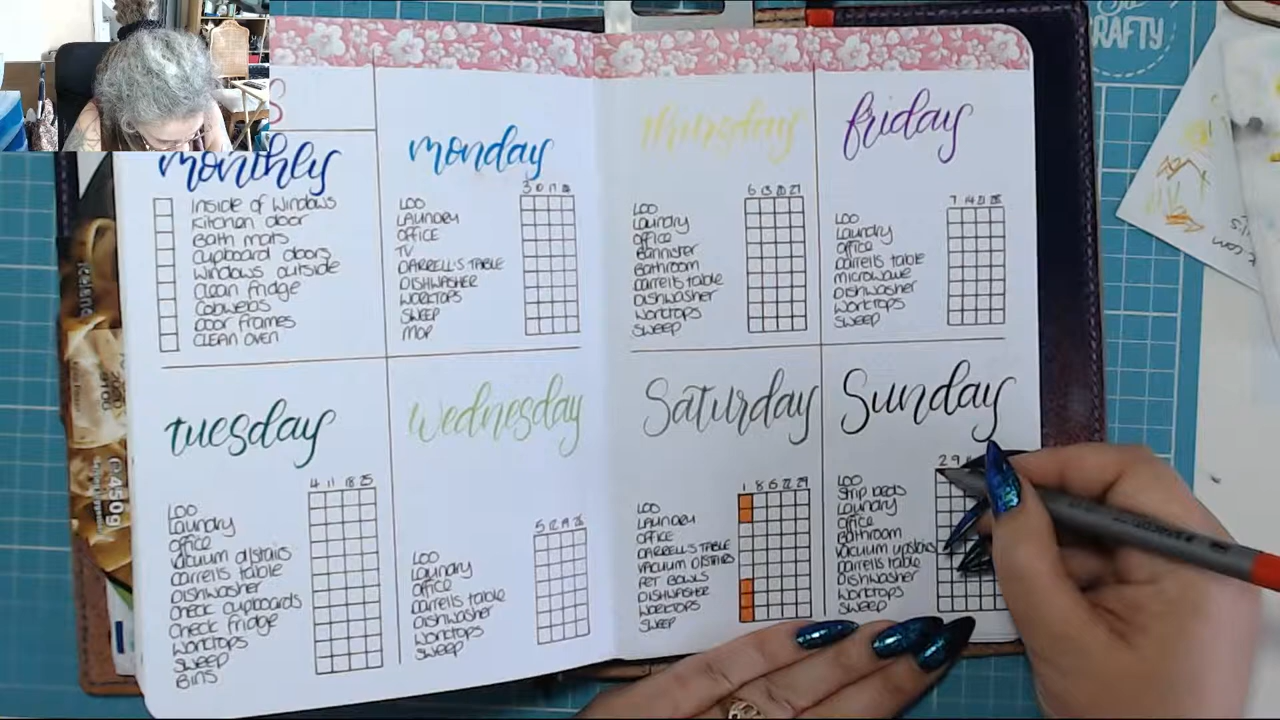 CRAFTY
monthly
Inside of Windows
Kitchen door
Bath mats
cupboard doors
Windows outside
Clean fridge
Cobwebs
Door frames
CLEAN OVEN
monday
LOO
LAUNDRY
OFFICE
TV
DARRELL'S TABLE
DISHWASHER
WORKTOPS
SWEEP
MOP
thursday
6 13 20 27
LOO
Laundry
Office
Bannister
Bathroom
Darrells table
Dishwasher
Worktops
Sweep
friday
7 14 21 28
LOO
Laundry
Office
Darrells table
microwave
Dishwasher
Worktops
Sweep
tuesday
4 11 18 25
LOO
Laundry
Office
Vacuum d/stairs
Darrells table
Dishwasher
Check cupboards
Check fridge
Worktops
Sweep
BINS
wednesday
5 12 19 26
LOO
Laundry
Office
Darrells table
Dishwasher
Worktops
Sweep
Saturday
1 8 15 22 29
LOO
LAUNDRY
OFFICE
DARRELL'S TABLE
VACUUM D/STAIRS
PET BOWLS
DISHWASHER
WORKTOPS
SWEEP
Sunday
2 9
LOO
Strip beds
Laundry
Office
Bathroom
Vacuum upstairs
Darrells table
Dishwasher
Worktops
Sweep
450g